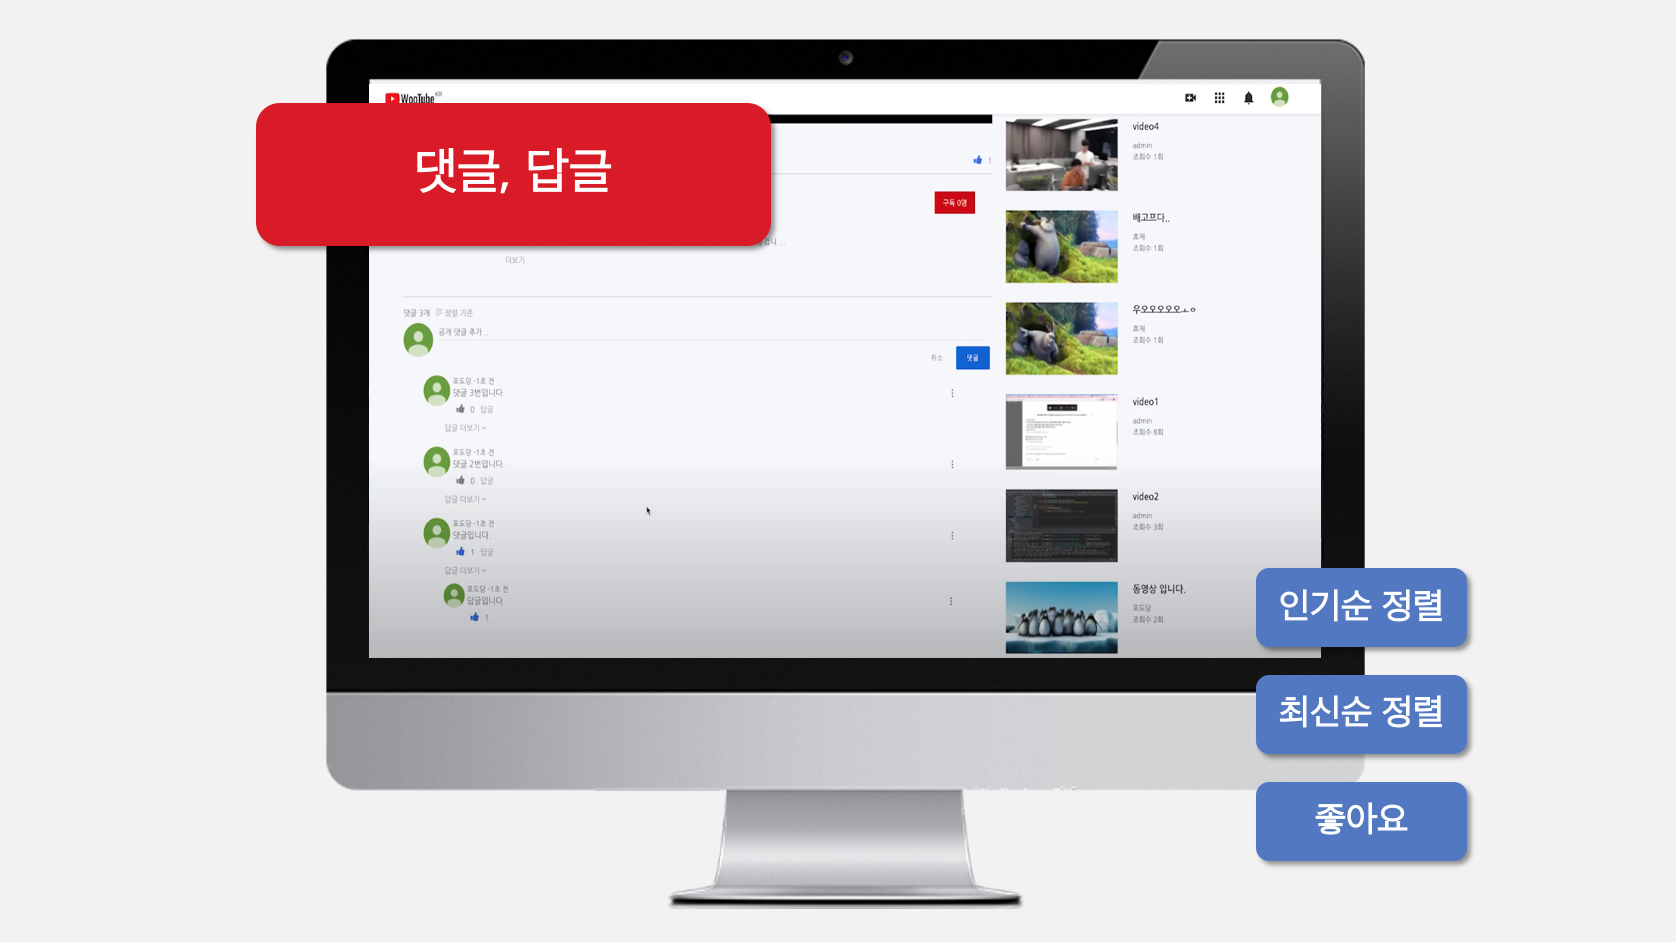 WooTube KR
댓글, 답글
1
구독 0명
더보기
댓글 3개 정렬 기준
공개 댓글 추가...
취소 댓글
포도당 -1초 전
댓글 3번입니다.
0 답글
답글 더보기
포도당 -1초 전
댓글 2번입니다.
0 답글
답글 더보기
포도당 -1초 전
댓글입니다.
1 답글
답글 더보기
포도당 -1초 전
답글입니다.
1
video4
admin
조회수 1회
배고프다..
효재
조회수 1회
우오오오오오ㅗㅇ
효재
조회수 1회
video1
admin
조회수 8회
video2
admin
조회수 3회
동영상 입니다.
포도당
조회수 2회
인기순 정렬
최신순 정렬
좋아요